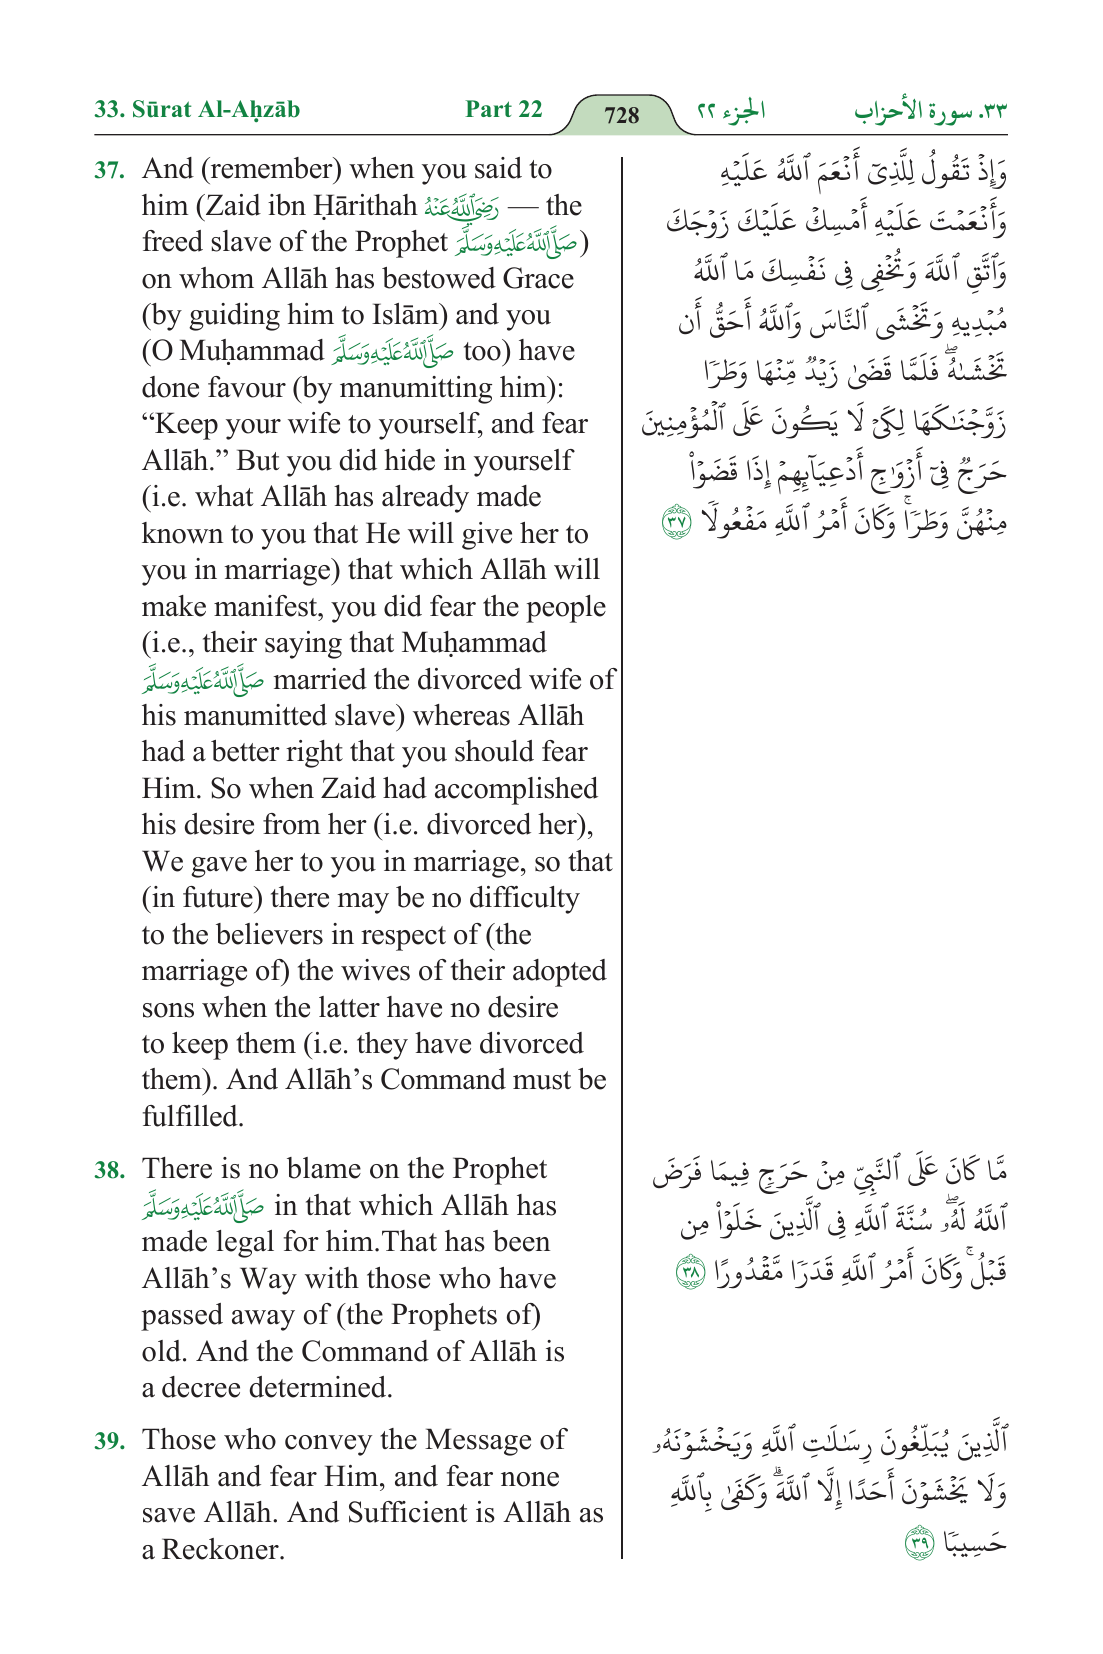 33. Sūrat Al-Aḥzāb Part 22 728 الجزء ٢٢ ٣٣. سورة الأحزاب
37. And (remember) when you said to
him (Zaid ibn Ḥārithah رَضِيَ اللَّهُ عَنْهُ — the
freed slave of the Prophet صَلَّى اللَّهُ عَلَيْهِ وَسَلَّمَ)
on whom Allāh has bestowed Grace
(by guiding him to Islām) and you
(O Muḥammad صَلَّى اللَّهُ عَلَيْهِ وَسَلَّمَ too) have
done favour (by manumitting him):
“Keep your wife to yourself, and fear
Allāh.” But you did hide in yourself
(i.e. what Allāh has already made
known to you that He will give her to
you in marriage) that which Allāh will
make manifest, you did fear the people
(i.e., their saying that Muḥammad
صَلَّى اللَّهُ عَلَيْهِ وَسَلَّمَ married the divorced wife of
his manumitted slave) whereas Allāh
had a better right that you should fear
Him. So when Zaid had accomplished
his desire from her (i.e. divorced her),
We gave her to you in marriage, so that
(in future) there may be no difficulty
to the believers in respect of (the
marriage of) the wives of their adopted
sons when the latter have no desire
to keep them (i.e. they have divorced
them). And Allāh’s Command must be
fulfilled.
وَإِذۡ تَقُولُ لِلَّذِيٓ أَنۡعَمَ ٱللَّهُ عَلَيۡهِ
وَأَنۡعَمۡتَ عَلَيۡهِ أَمۡسِكۡ عَلَيۡكَ زَوۡجَكَ
وَٱتَّقِ ٱللَّهَ وَتُخۡفِي فِي نَفۡسِكَ مَا ٱللَّهُ
مُبۡدِيهِ وَتَخۡشَى ٱلنَّاسَ وَٱللَّهُ أَحَقُّ أَن
تَخۡشَىٰهُۖ فَلَمَّا قَضَىٰ زَيۡدٞ مِّنۡهَا وَطَرٗا
زَوَّجۡنَٰكَهَا لِكَيۡ لَا يَكُونَ عَلَى ٱلۡمُؤۡمِنِينَ
حَرَجٞ فِيٓ أَزۡوَٰجِ أَدۡعِيَآئِهِمۡ إِذَا قَضَوۡاْ
مِنۡهُنَّ وَطَرٗاۚ وَكَانَ أَمۡرُ ٱللَّهِ مَفۡعُولٗا ٣٧
38. There is no blame on the Prophet
صَلَّى اللَّهُ عَلَيْهِ وَسَلَّمَ in that which Allāh has
made legal for him.That has been
Allāh’s Way with those who have
passed away of (the Prophets of)
old. And the Command of Allāh is
a decree determined.
مَّا كَانَ عَلَى ٱلنَّبِيِّ مِنۡ حَرَجٖ فِيمَا فَرَضَ
ٱللَّهُ لَهُۥۖ سُنَّةَ ٱللَّهِ فِي ٱلَّذِينَ خَلَوۡاْ مِن
قَبۡلُۚ وَكَانَ أَمۡرُ ٱللَّهِ قَدَرٗا مَّقۡدُورًا ٣٨
39. Those who convey the Message of
Allāh and fear Him, and fear none
save Allāh. And Sufficient is Allāh as
a Reckoner.
ٱلَّذِينَ يُبَلِّغُونَ رِسَٰلَٰتِ ٱللَّهِ وَيَخۡشَوۡنَهُۥ
وَلَا يَخۡشَوۡنَ أَحَدًا إِلَّا ٱللَّهَۗ وَكَفَىٰ بِٱللَّهِ
حَسِيبٗا ٣٩